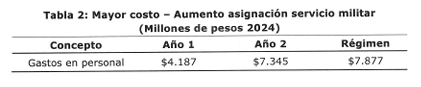 Tabla 2: Mayor costo – Aumento asignación servicio militar
(Millones de pesos 2024)
Concepto Año 1 Año 2 Régimen
Gastos en personal $4.187 $7.345 $7.877